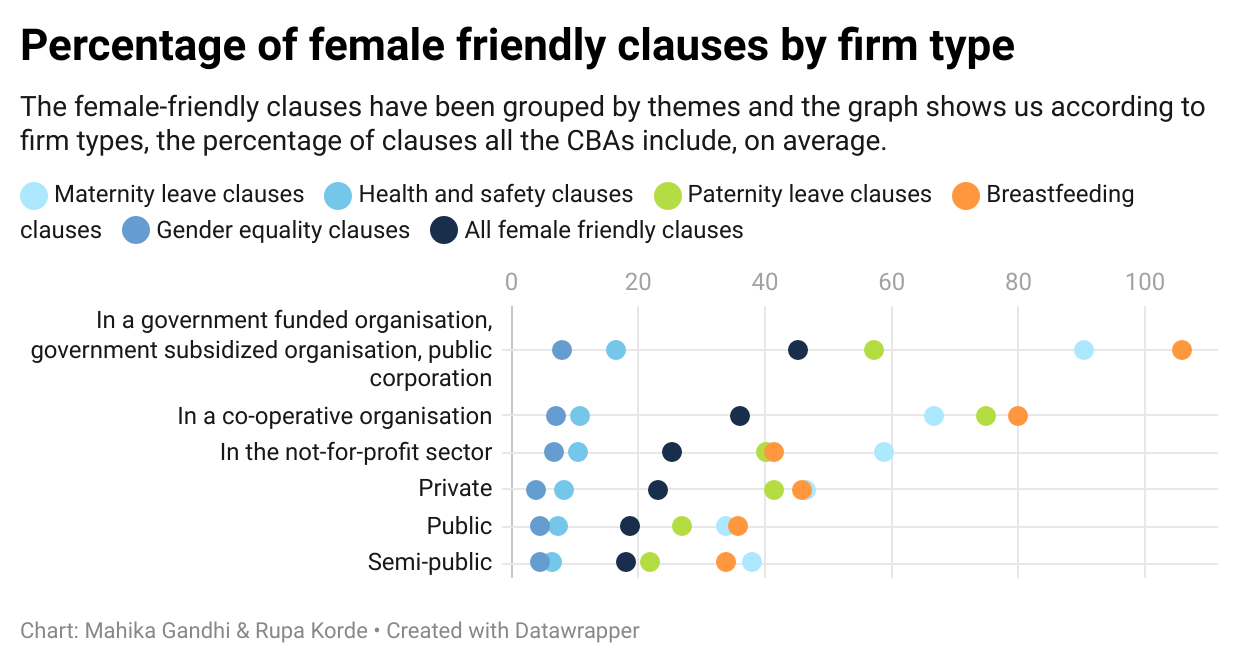 Percentage of female friendly clauses by firm type
The female-friendly clauses have been grouped by themes and the graph shows us according to
firm types, the percentage of clauses all the CBAs include, on average.
Maternity leave clauses Health and safety clauses Paternity leave clauses Breastfeeding
clauses Gender equality clauses All female friendly clauses
0 20 40 60 80 100
In a government funded organisation,
government subsidized organisation, public
corporation
In a co-operative organisation
In the not-for-profit sector
Private
Public
Semi-public
Chart: Mahika Gandhi & Rupa Korde • Created with Datawrapper